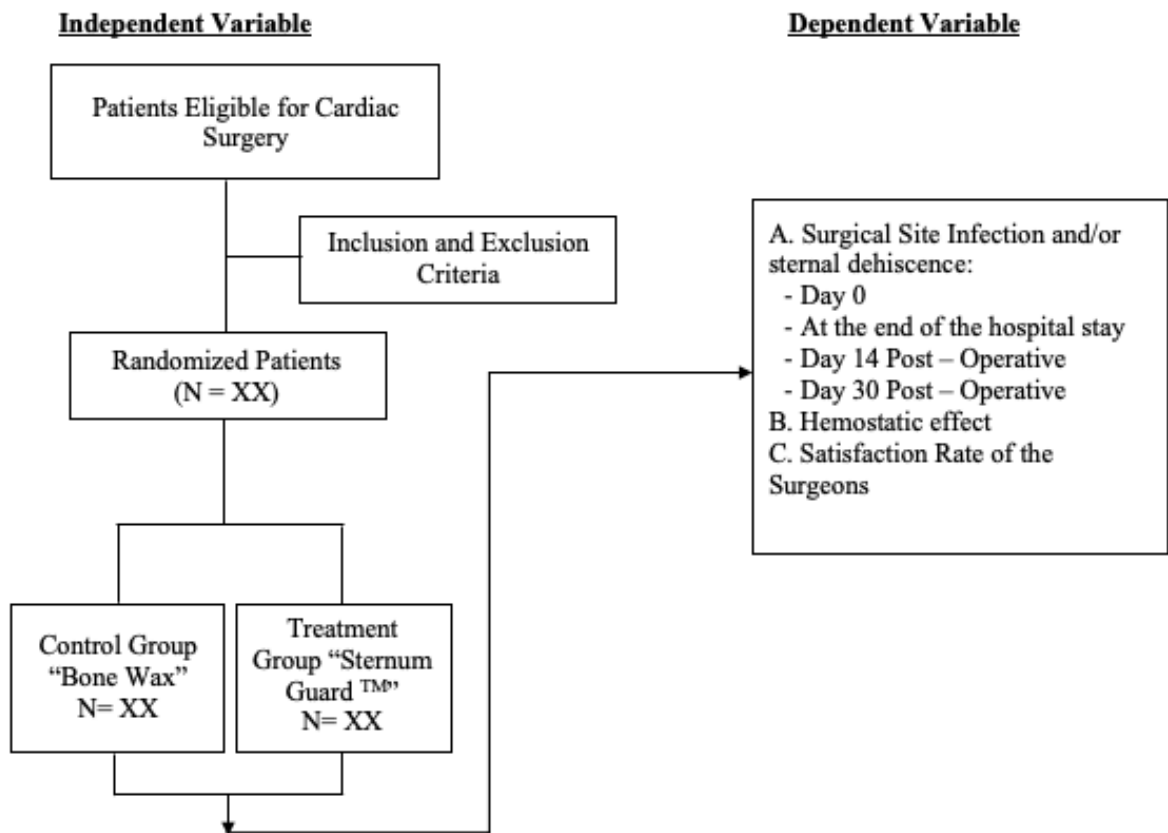 Independent Variable
Dependent Variable
Patients Eligible for Cardiac
Surgery
Inclusion and Exclusion
Criteria
Randomized Patients
(N = XX)
Control Group
“Bone Wax”
N= XX
Treatment
Group “Sternum
Guard ™”
N= XX
A. Surgical Site Infection and/or
sternal dehiscence:
- Day 0
- At the end of the hospital stay
- Day 14 Post – Operative
- Day 30 Post – Operative
B. Hemostatic effect
C. Satisfaction Rate of the
Surgeons